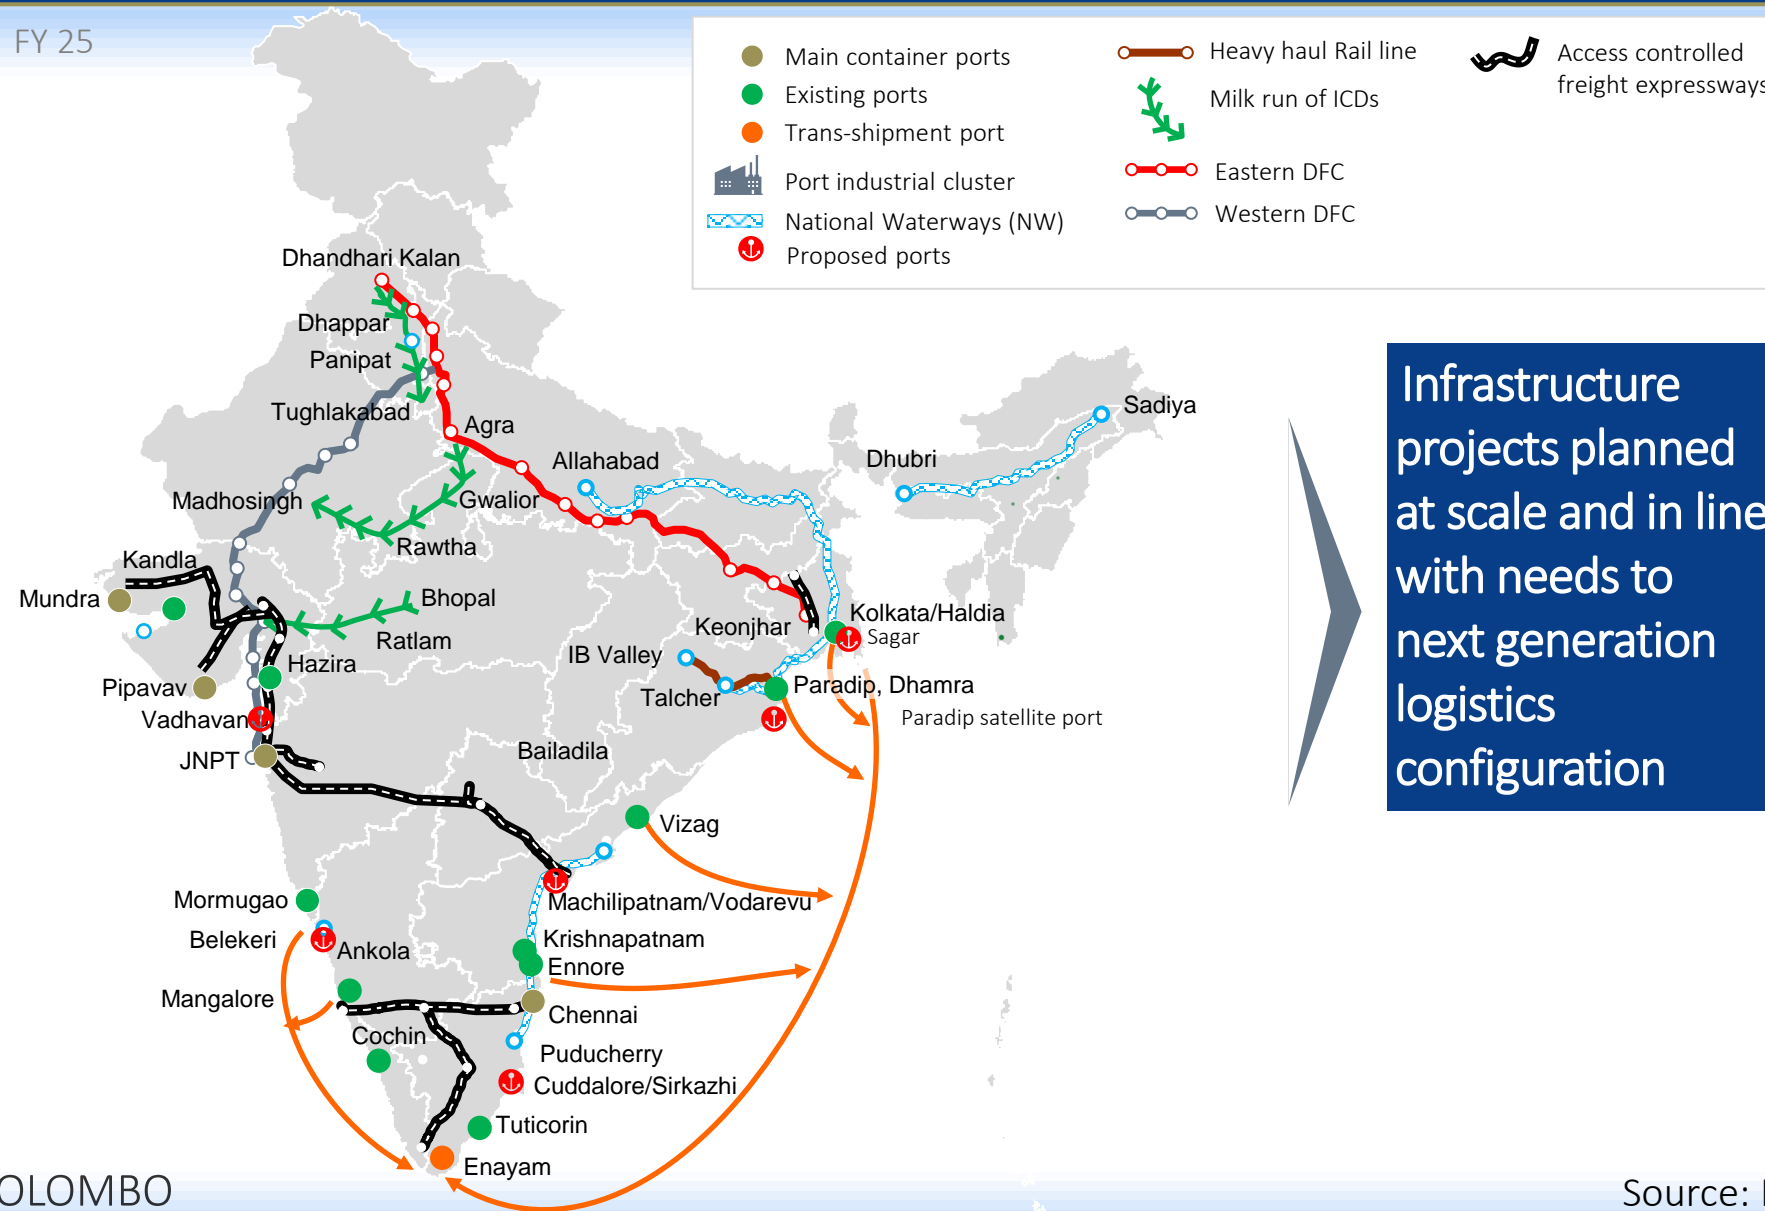 FY 25
Main container ports
Existing ports
Trans-shipment port
Port industrial cluster
National Waterways (NW)
Proposed ports
Heavy haul Rail line
Milk run of ICDs
Eastern DFC
Western DFC
Access controlled
freight expressways
Dhandhari Kalan
Dhappar
Panipat
Tughlakabad
Agra
Allahabad
Dhubri
Sadiya
Madhosingh
Gwalior
Rawtha
Kandla
Mundra
Bhopal
Ratlam
Keonjhar
Kolkata/Haldia
Sagar
IB Valley
Hazira
Pipavav
Talcher
Paradip, Dhamra
Vadhavan
Paradip satellite port
JNPT
Bailadila
Vizag
Mormugao
Machilipatnam/Vodarevu
Belekeri
Ankola
Krishnapatnam
Ennore
Mangalore
Chennai
Cochin
Puducherry
Cuddalore/Sirkazhi
Tuticorin
Enayam
Infrastructure
projects planned
at scale and in line
with needs to
next generation
logistics
configuration
OLOMBO
Source: